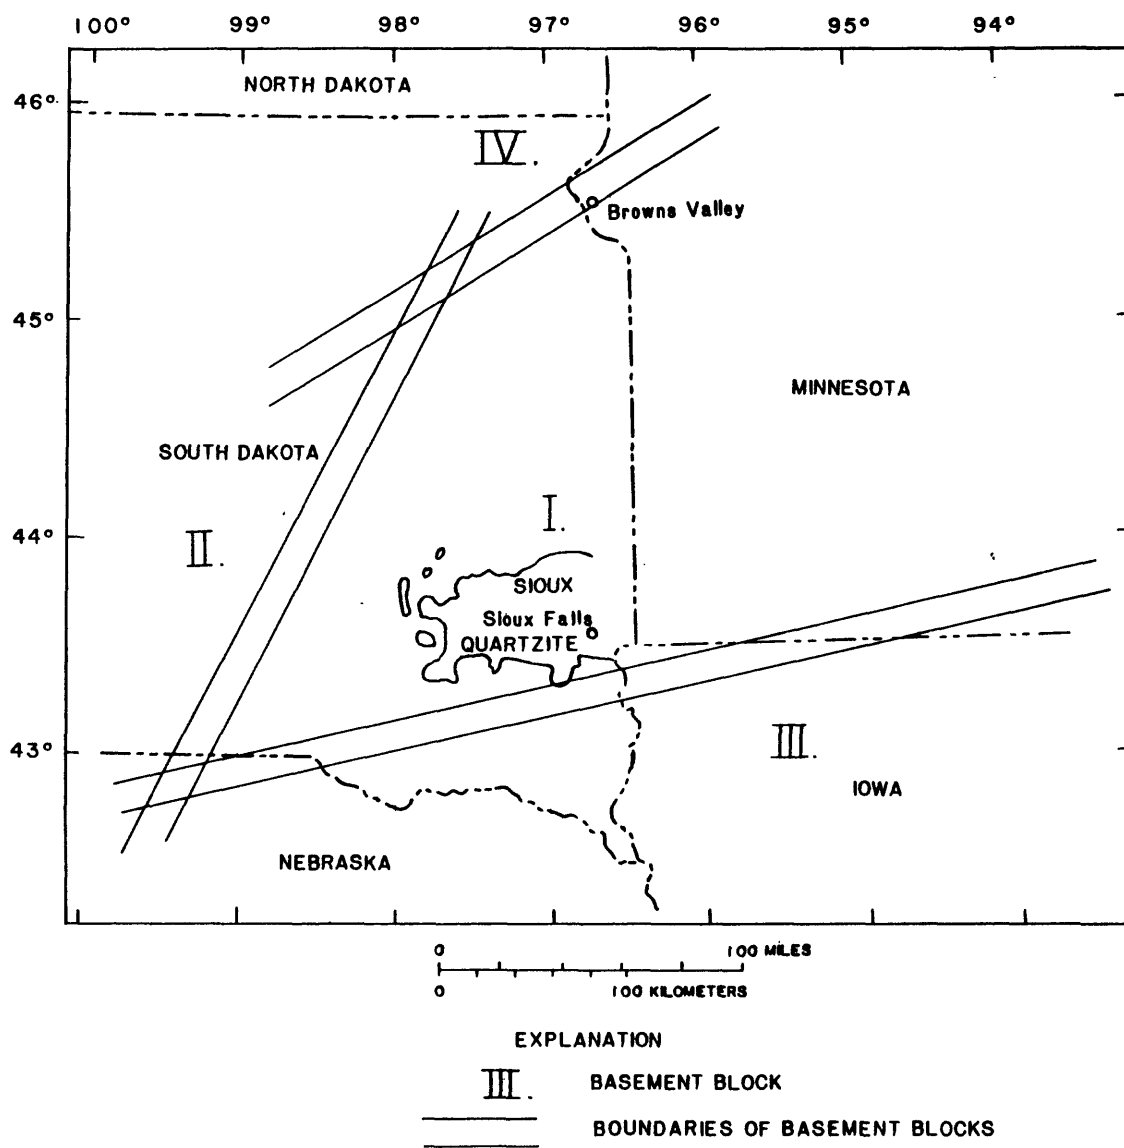 100° 99° 98° 97° 96° 95° 94°
NORTH DAKOTA
46°
IV.
Browns Valley
45°
MINNESOTA
SOUTH DAKOTA
I.
44°
II.
SIOUX
Sioux Falls
QUARTZITE
43°
III.
IOWA
NEBRASKA
0 100 MILES
0 100 KILOMETERS
EXPLANATION
III. BASEMENT BLOCK
BOUNDARIES OF BASEMENT BLOCKS